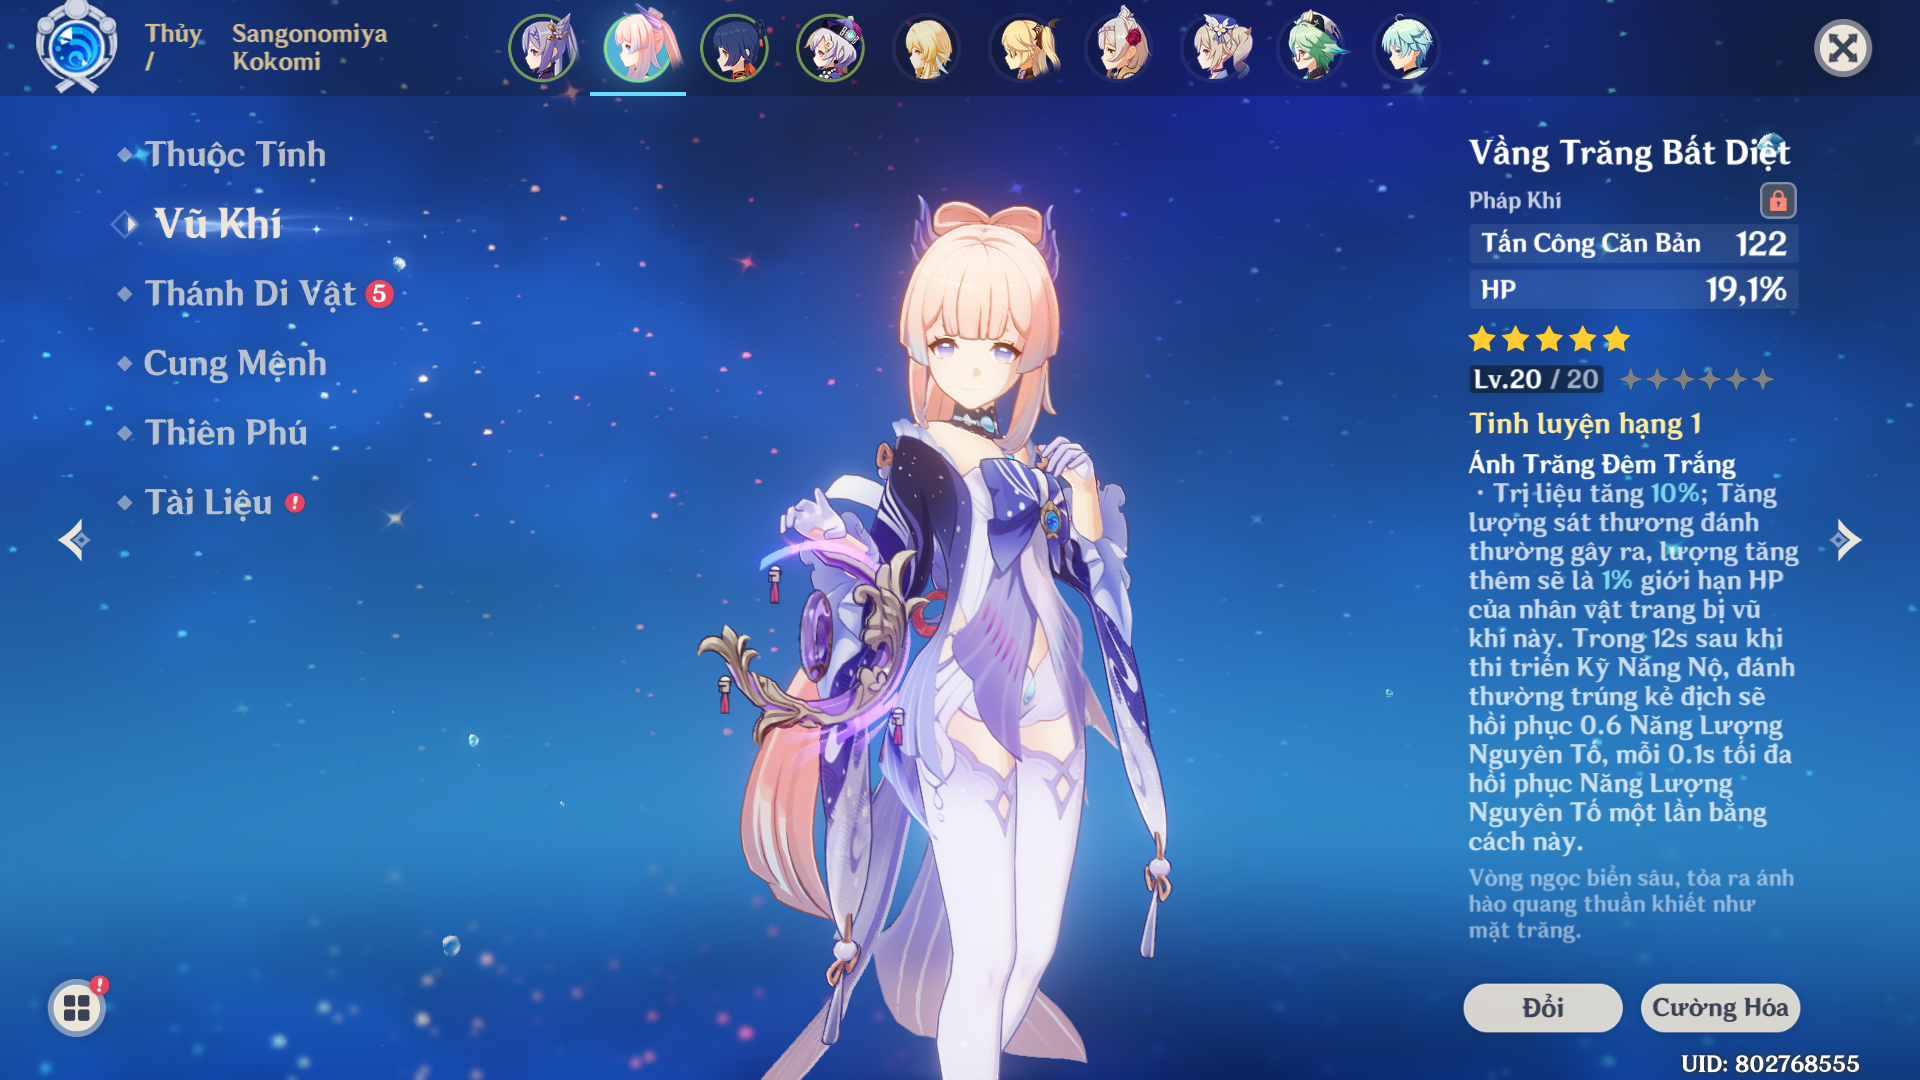 Thủy /
Sangonomiya Kokomi
Thuộc Tính
Vũ Khí
Thánh Di Vật 5
Cung Mệnh
Thiên Phú
Tài Liệu !
Vầng Trăng Bất Diệt
Pháp Khí
Tấn Công Căn Bản 122
HP 19,1%
Lv.20 / 20
Tinh luyện hạng 1
Ánh Trăng Đêm Trắng
· Trị liệu tăng 10%; Tăng
lượng sát thương đánh
thường gây ra, lượng tăng
thêm sẽ là 1% giới hạn HP
của nhân vật trang bị vũ
khí này. Trong 12s sau khi
thi triển Kỹ Năng Nộ, đánh
thường trúng kẻ địch sẽ
hồi phục 0.6 Năng Lượng
Nguyên Tố, mỗi 0.1s tối đa
hồi phục Năng Lượng
Nguyên Tố một lần bằng
cách này.
Vòng ngọc biển sâu, tỏa ra ánh
hào quang thuần khiết như
mặt trăng.
Đổi
Cường Hóa
!
UID: 802768555